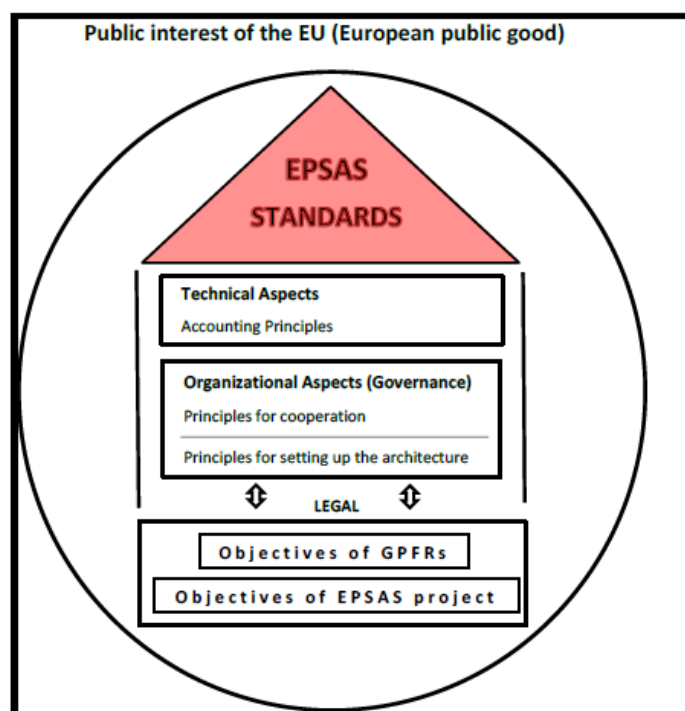 Public interest of the EU (European public good)
EPSAS
STANDARDS
Technical Aspects
Accounting Principles
Organizational Aspects (Governance)
Principles for cooperation
Principles for setting up the architecture
LEGAL
Objectives of GPFRs
Objectives of EPSAS project